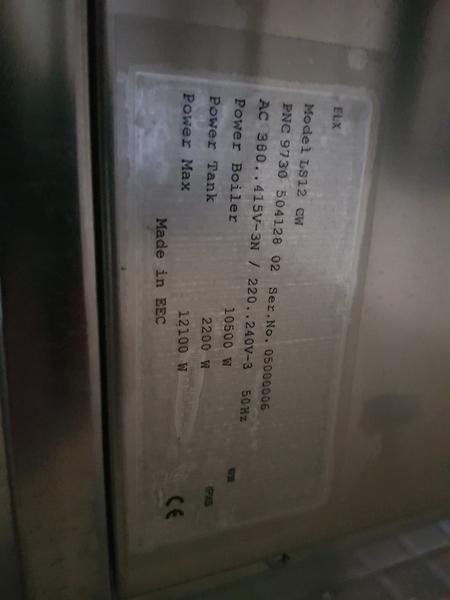 ELX
Model LS12 CW
PNC 9730 504128 02 Ser.No. 05000006
AC 380..415V-3N / 220..240V-3 50Hz
Power Boiler 10500 W
Power Tank 2200 W
Power Max 12100 W
Made in EEC
CE